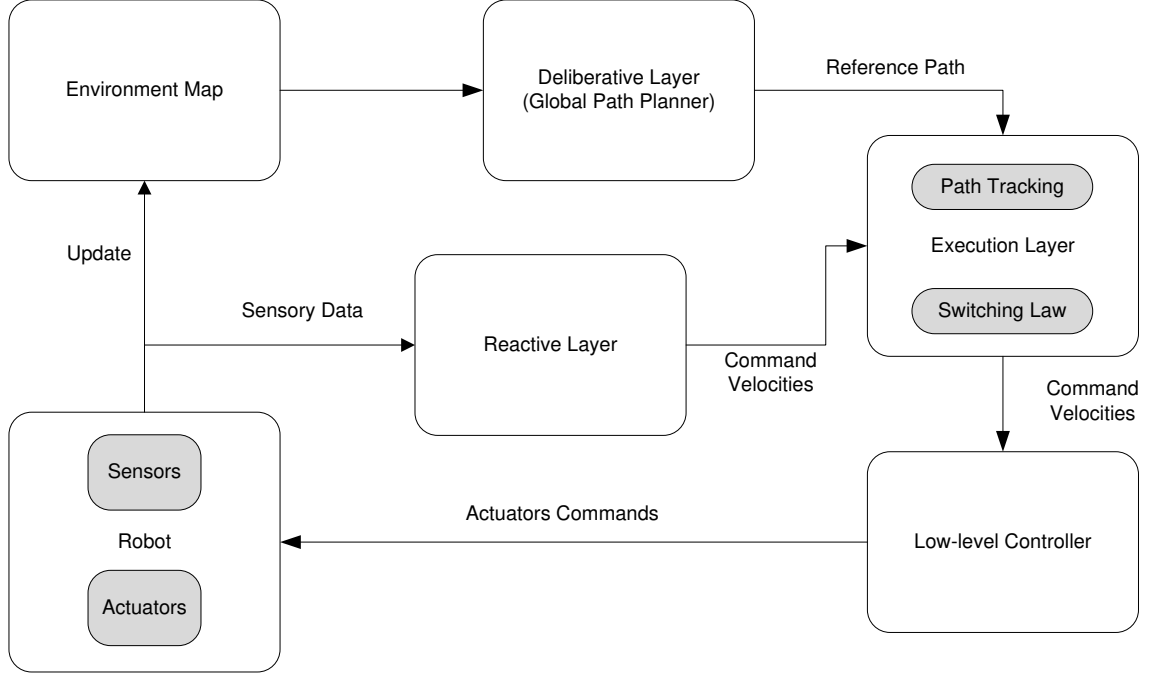 Environment Map
Deliberative Layer
(Global Path Planner)
Reference Path
Path Tracking
Execution Layer
Switching Law
Update
Sensory Data
Reactive Layer
Command
Velocities
Command
Velocities
Sensors
Robot
Actuators
Actuators Commands
Low-level Controller